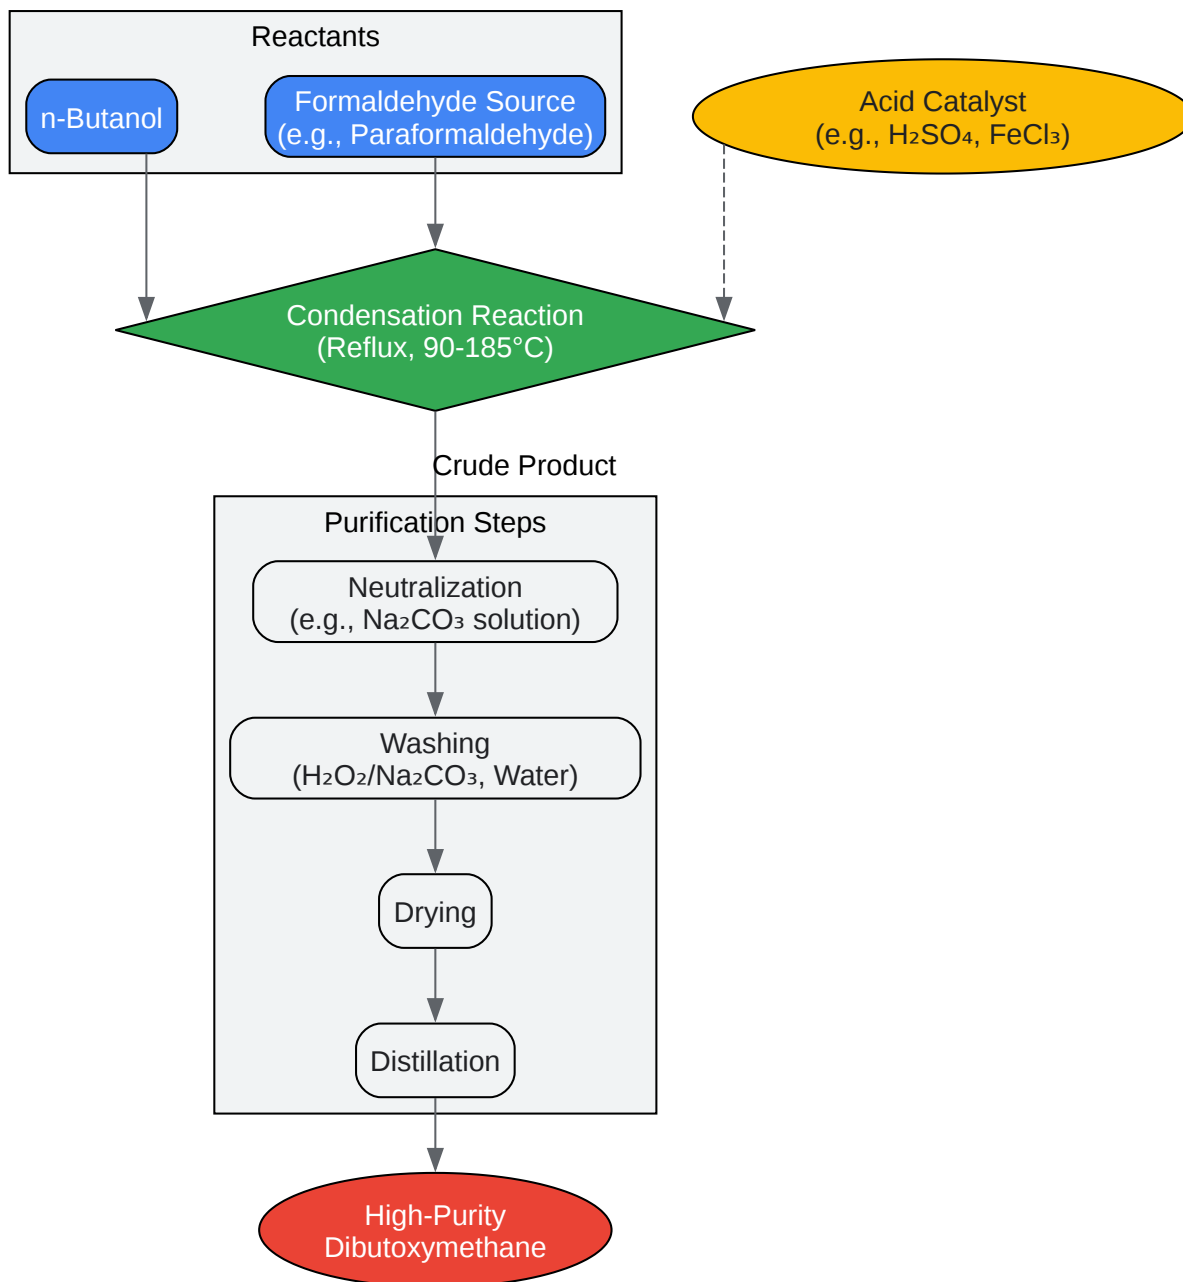 Reactants
n-Butanol
Formaldehyde Source
(e.g., Paraformaldehyde)
Acid Catalyst
(e.g., H₂SO₄, FeCl₃)
Condensation Reaction
(Reflux, 90-185°C)
Crude Product
Purification Steps
Neutralization
(e.g., Na₂CO₃ solution)
Washing
(H₂O₂/Na₂CO₃, Water)
Drying
Distillation
High-Purity
Dibutoxymethane